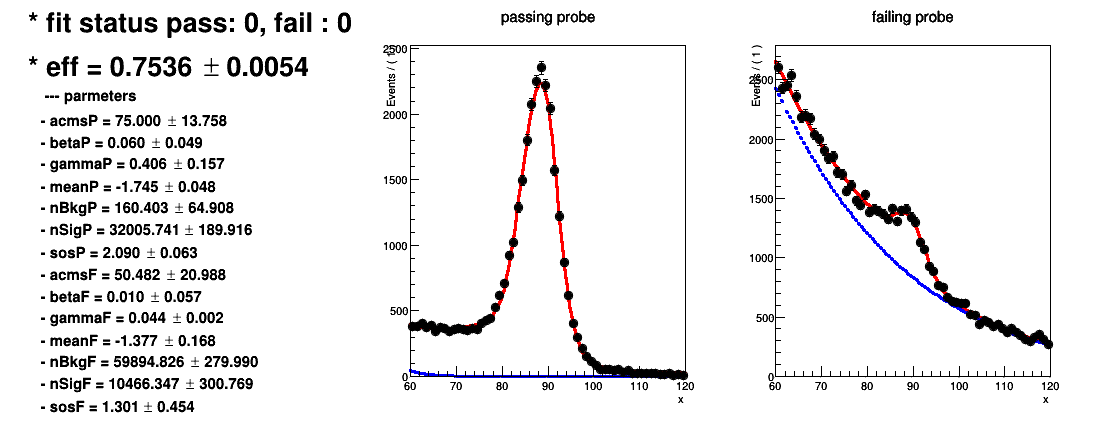 * fit status pass: 0, fail : 0
* eff = 0.7536 ± 0.0054
--- parmeters
- acmsP = 75.000 ± 13.758
- betaP = 0.060 ± 0.049
- gammaP = 0.406 ± 0.157
- meanP = -1.745 ± 0.048
- nBkgP = 160.403 ± 64.908
- nSigP = 32005.741 ± 189.916
- sosP = 2.090 ± 0.063
- acmsF = 50.482 ± 20.988
- betaF = 0.010 ± 0.057
- gammaF = 0.044 ± 0.002
- meanF = -1.377 ± 0.168
- nBkgF = 59894.826 ± 279.990
- nSigF = 10466.347 ± 300.769
- sosF = 1.301 ± 0.454
passing probe
Events / ( 1 )
2500
2000
1500
1000
500
0
60 70 80 90 100 110 120
x
failing probe
Events / ( 1 )
2500
2000
1500
1000
500
0
60 70 80 90 100 110 120
x